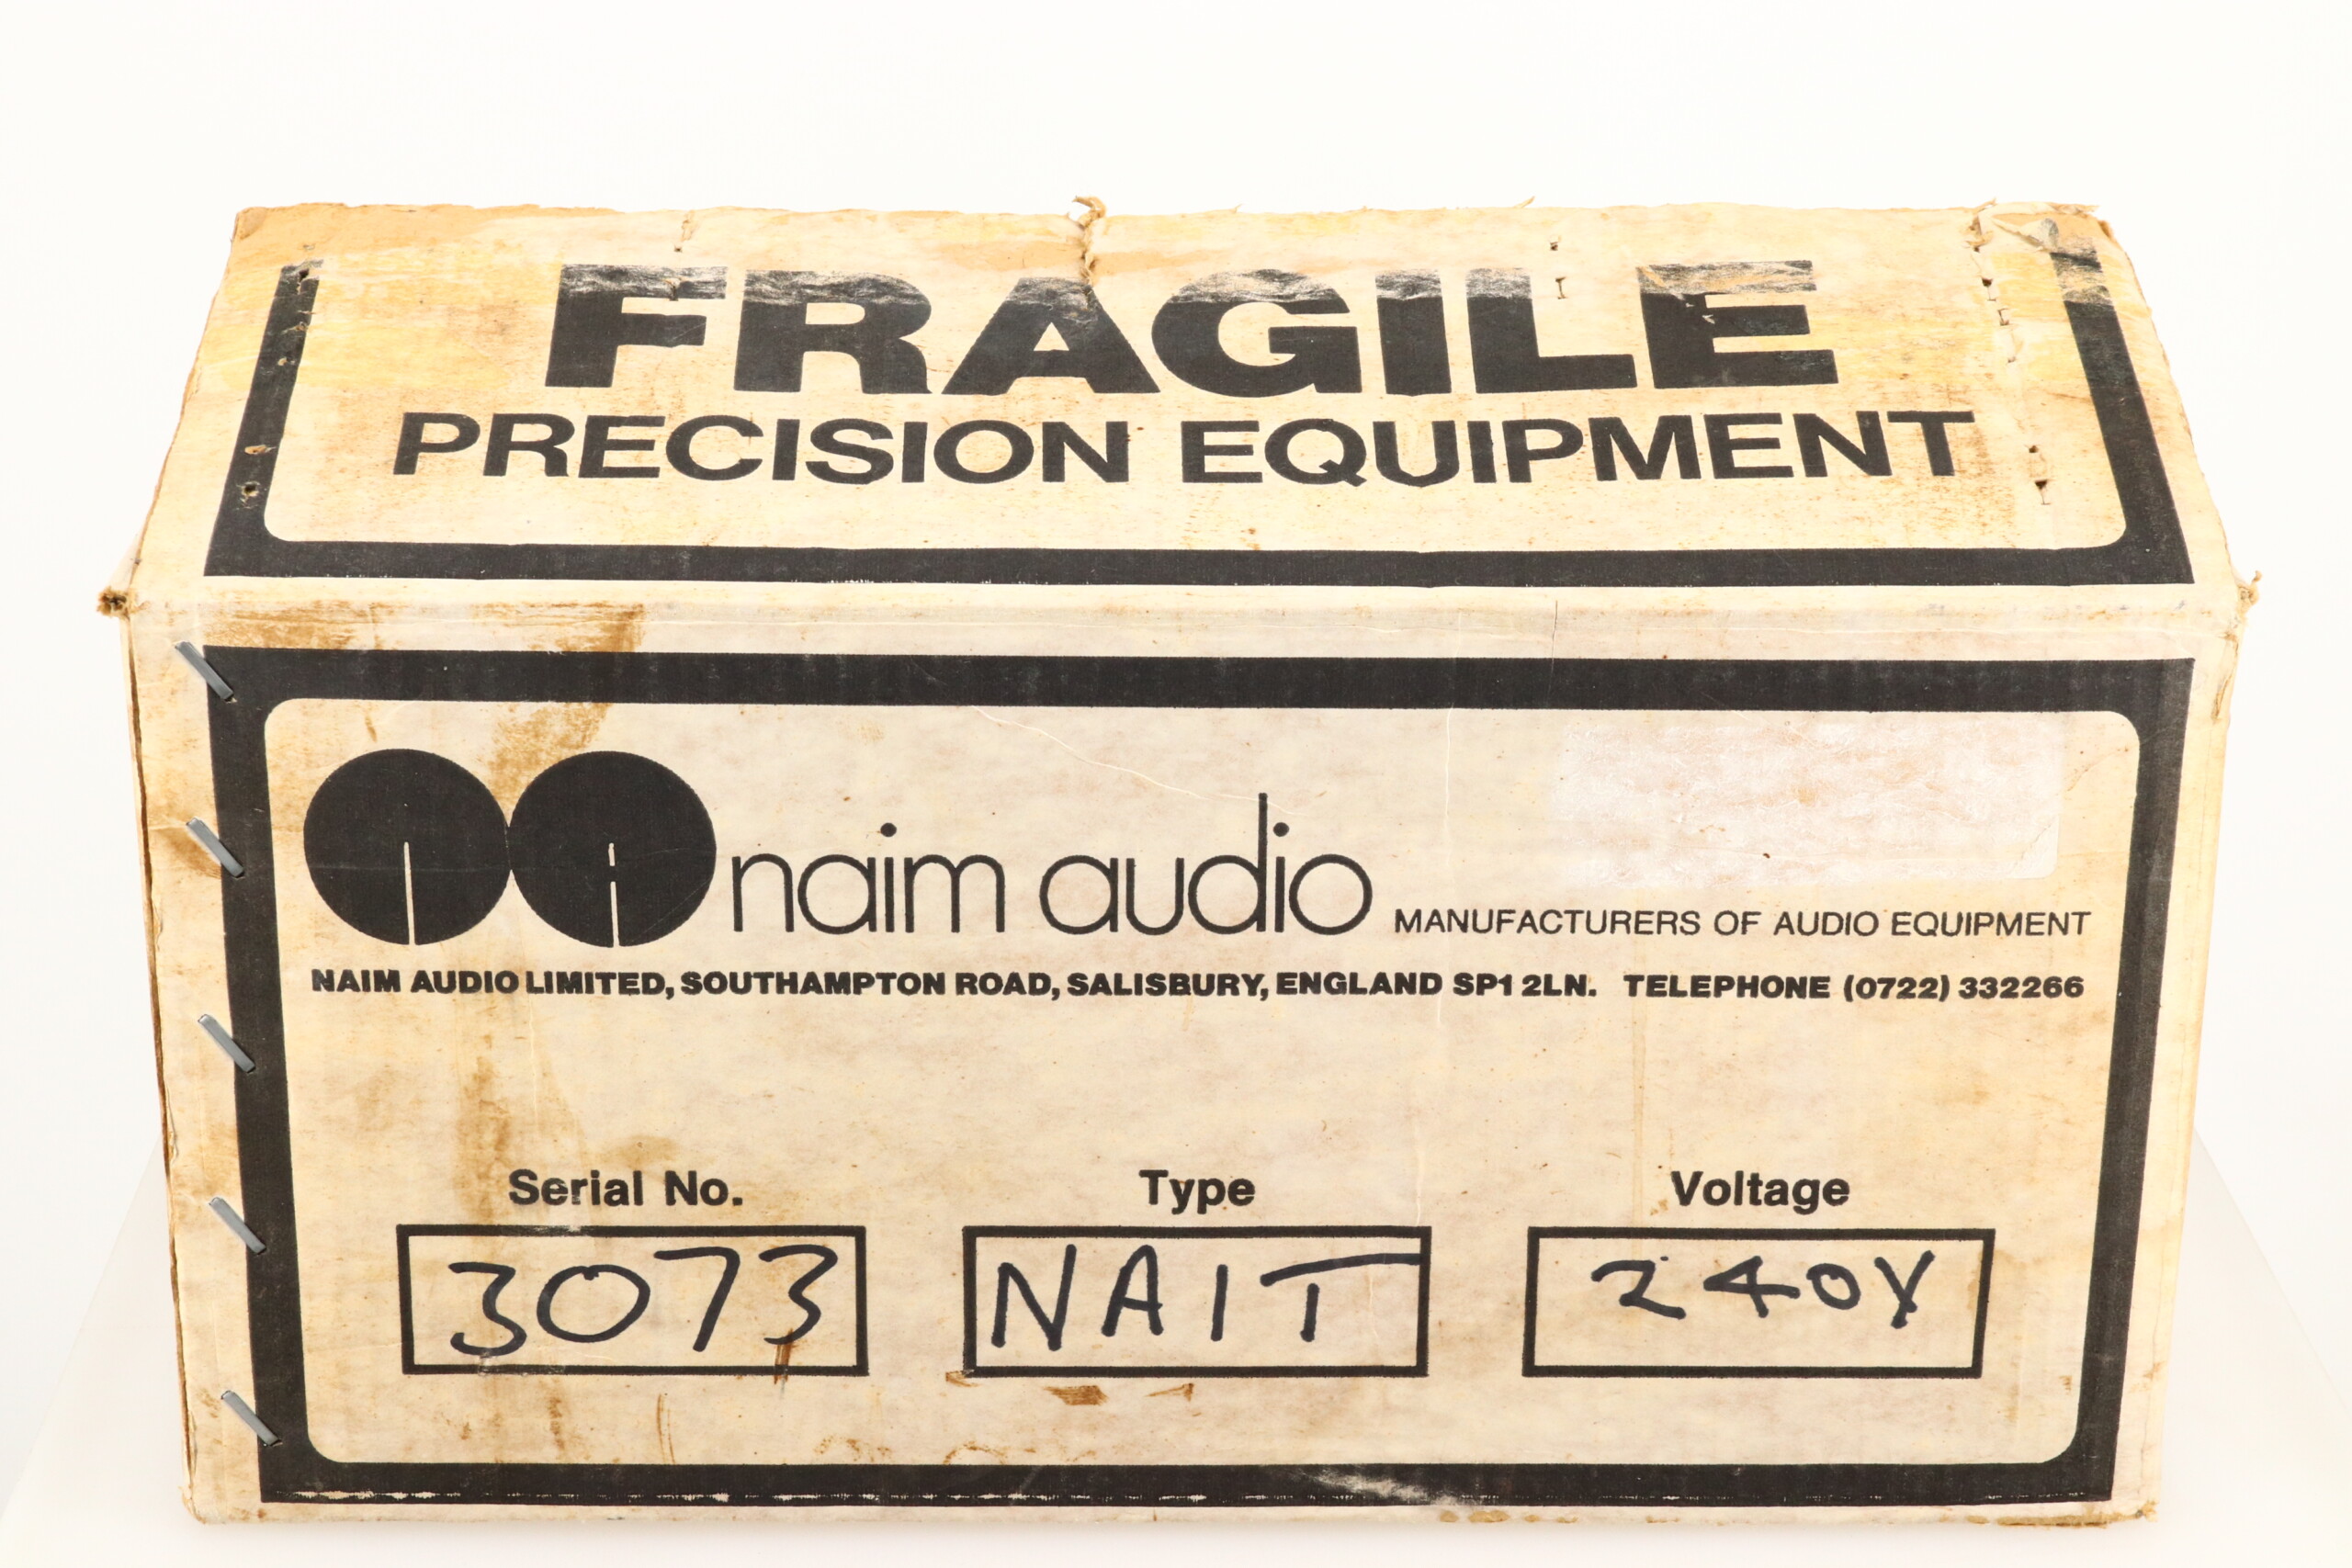 FRAGILE
PRECISION EQUIPMENT
naim audio MANUFACTURERS OF AUDIO EQUIPMENT
NAIM AUDIO LIMITED, SOUTHAMPTON ROAD, SALISBURY, ENGLAND SP1 2LN. TELEPHONE (0722) 332266
Serial No. Type Voltage
3073 NAIT 240V